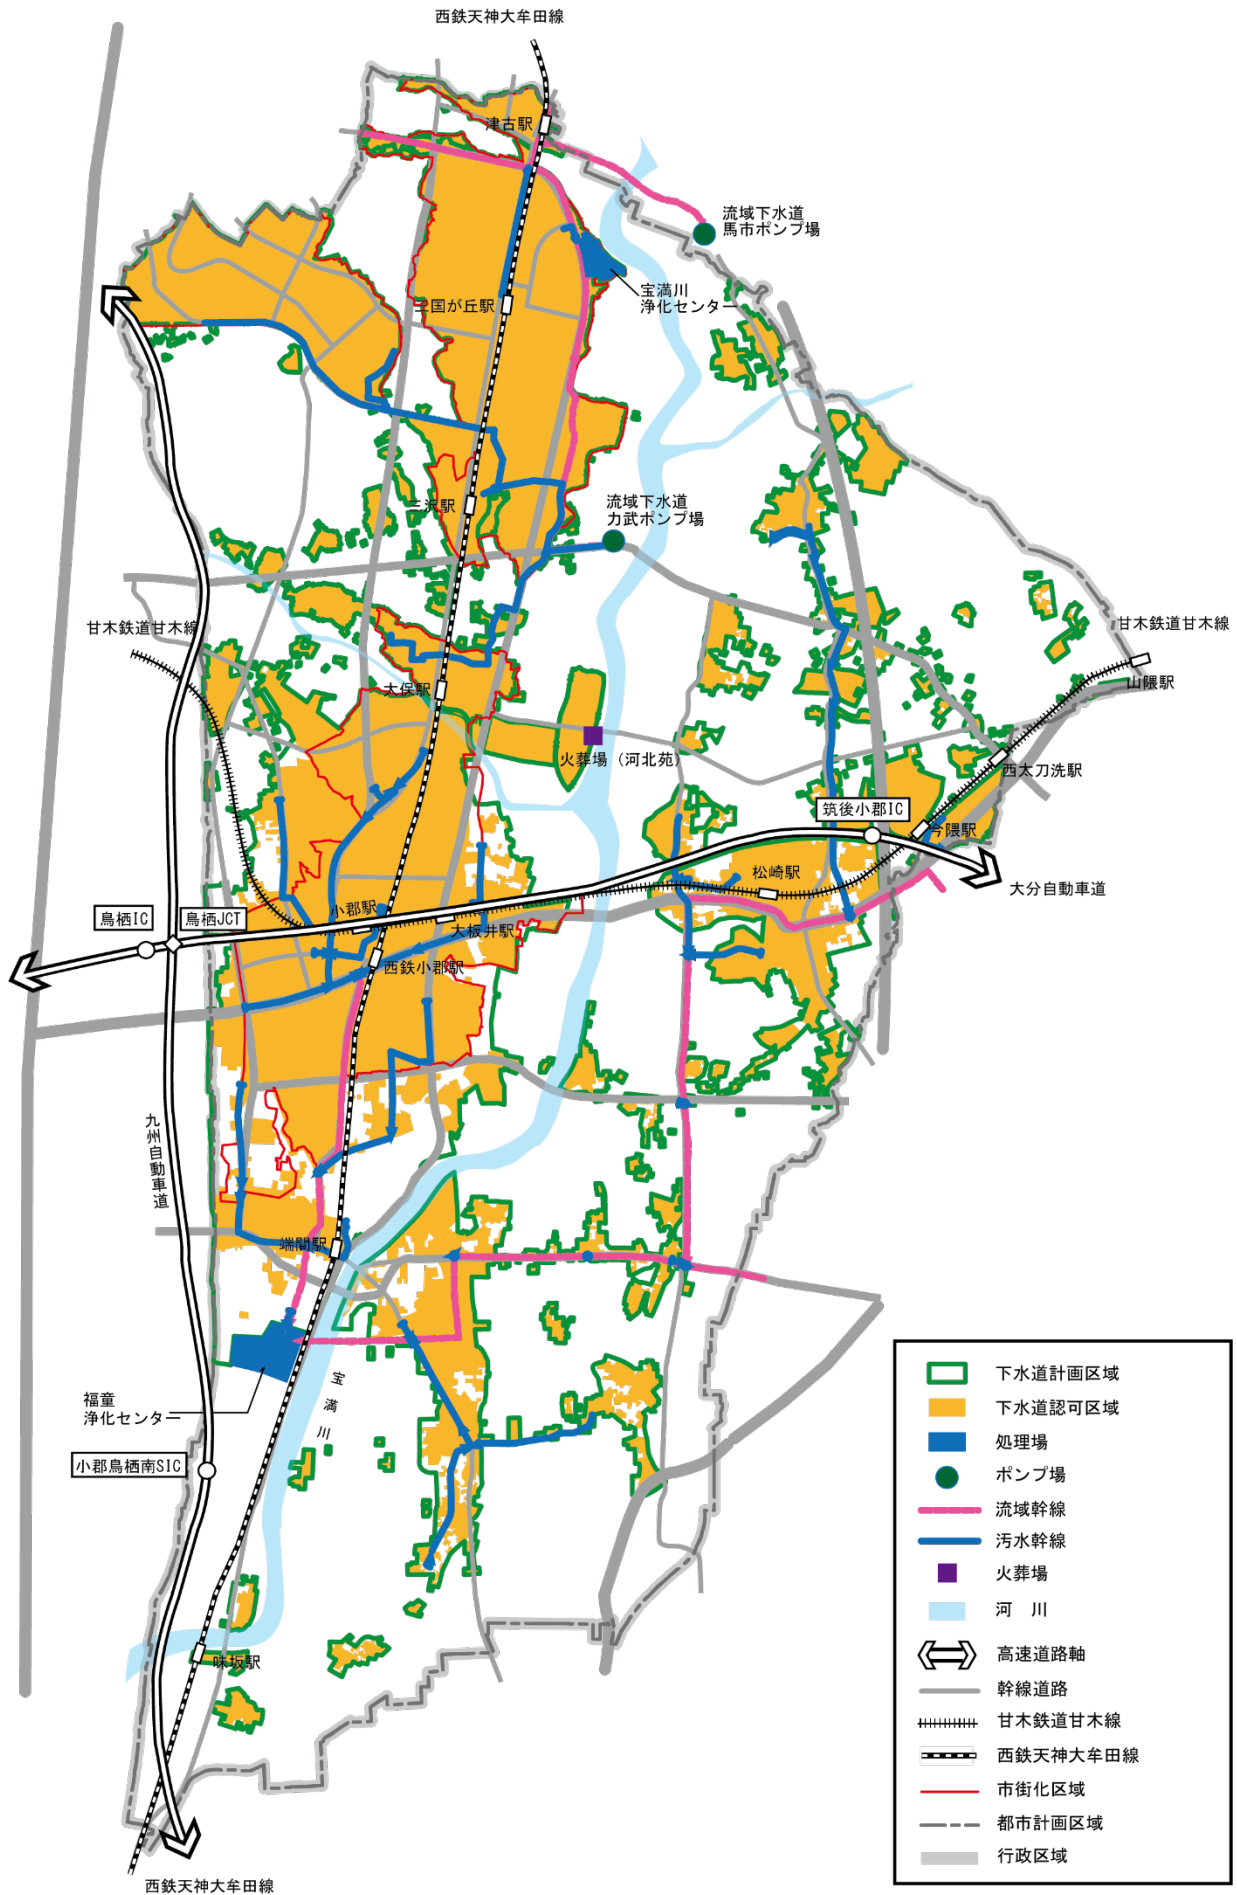 西鉄天神大牟田線
津古駅
流域下水道
馬市ポンプ場
宝満川
浄化センター
三国が丘駅
三沢駅
流域下水道
力武ポンプ場
甘木鉄道甘木線
甘木鉄道甘木線
山隈駅
大保駅
火葬場（河北苑）
西太刀洗駅
筑後小郡IC
今隈駅
松崎駅
大分自動車道
鳥栖IC
鳥栖JCT
小郡駅
大板井駅
西鉄小郡駅
九州自動車道
端間駅
福童
浄化センター
宝満川
小郡鳥栖南SIC
味坂駅
西鉄天神大牟田線
下水道計画区域
下水道認可区域
処理場
ポンプ場
流域幹線
汚水幹線
火葬場
河　川
高速道路軸
幹線道路
甘木鉄道甘木線
西鉄天神大牟田線
市街化区域
都市計画区域
行政区域